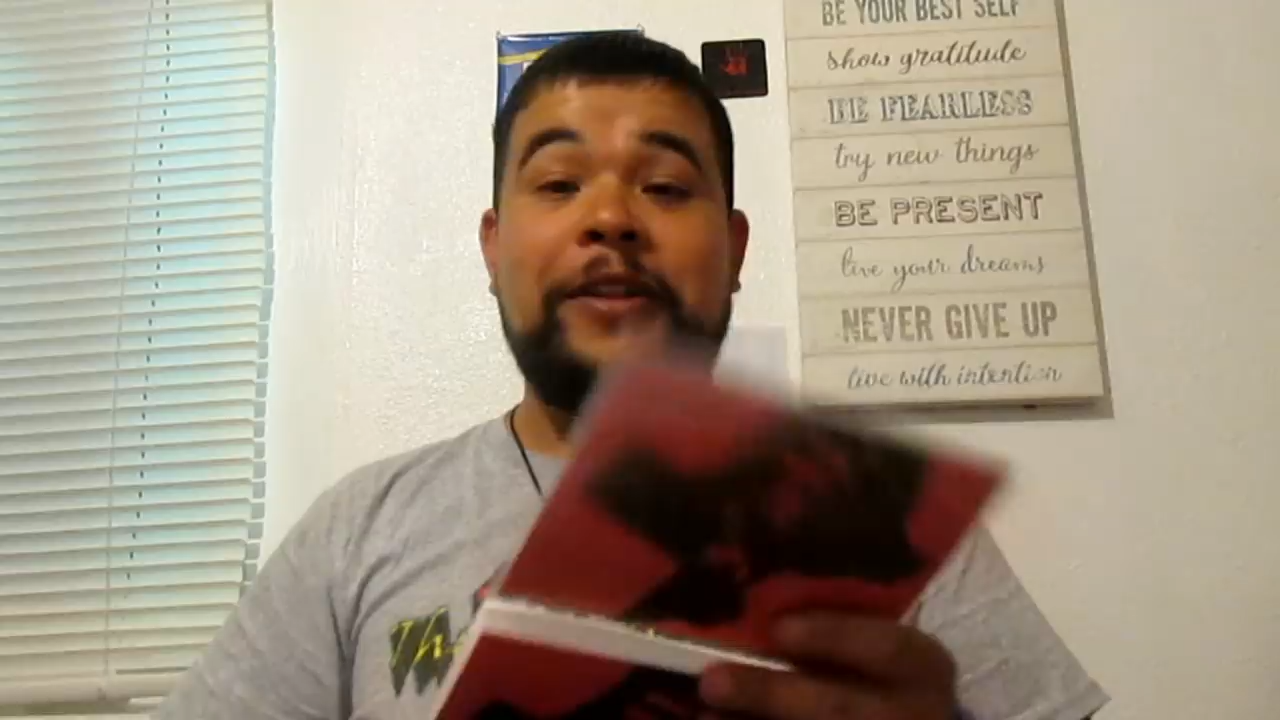 BE YOUR BEST SELF
show gratitude
BE FEARLESS
try new things
BE PRESENT
live your dreams
NEVER GIVE UP
live with intention